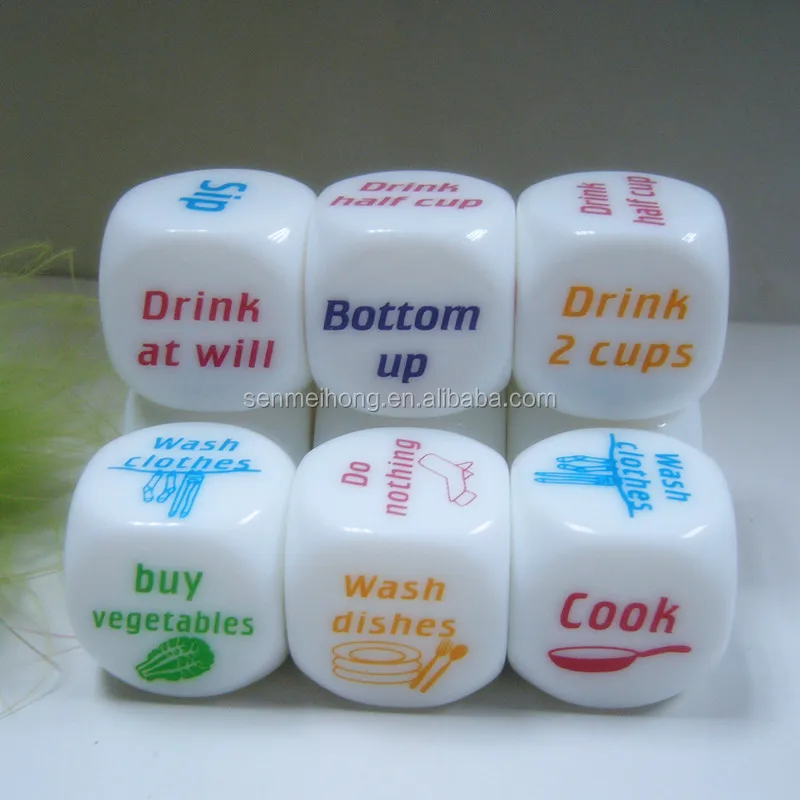 Sip
Drink
half cup
Drink
half cup
Drink
at will
Bottom
up
Drink
2 cups
senmeihong.en.alibaba.com
Wash
clothes
Do
nothing
Wash
clothes
buy
vegetables
Wash
dishes
Cook